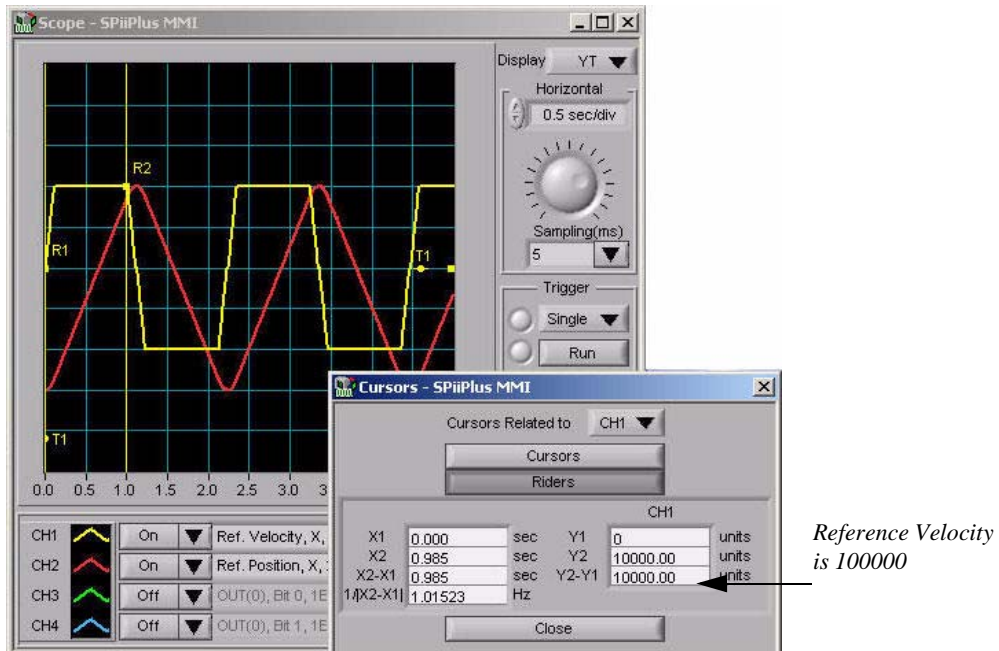 Scope - SPiiPlus MMI
Display YT
Horizontal
0.5 sec/div
Sampling(ms)
5
Trigger
Single
Run
R2
R1
T1
T1
0.0 0.5 1.0 1.5 2.0 2.5 3.0 3
CH1 On Ref. Velocity, X,
CH2 On Ref. Position, X,
CH3 Off OUT(0), Bit 0, 1E
CH4 Off OUT(0), Bit 1, 1E
Cursors - SPiiPlus MMI
Cursors Related to CH1
Cursors
Riders
CH1
X1 0.000 sec Y1 0 units
X2 0.985 sec Y2 10000.00 units
X2-X1 0.985 sec Y2-Y1 10000.00 units
1/|X2-X1| 1.01523 Hz
Close
Reference Velocity
is 100000